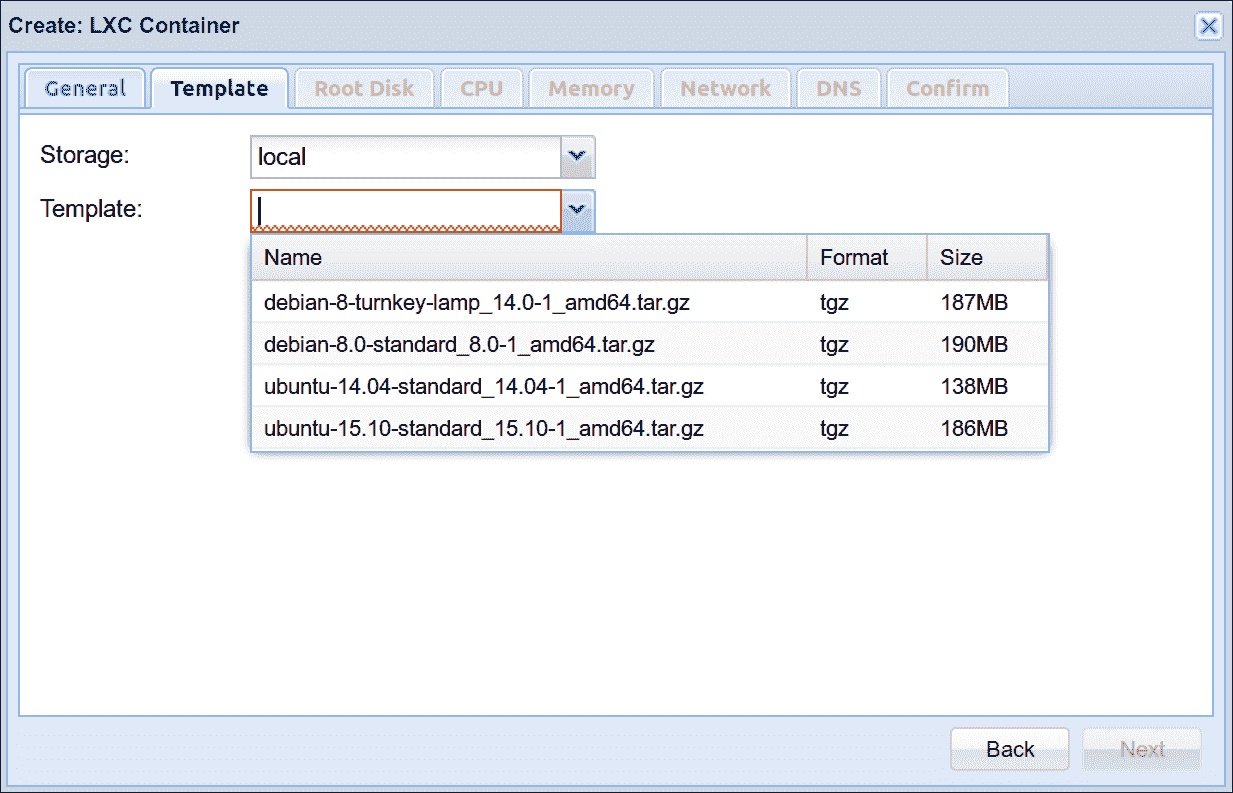 Create: LXC Container
General Template Root Disk CPU Memory Network DNS Confirm
Storage: local
Template:
Name Format Size
debian-8-turnkey-lamp_14.0-1_amd64.tar.gz tgz 187MB
debian-8.0-standard_8.0-1_amd64.tar.gz tgz 190MB
ubuntu-14.04-standard_14.04-1_amd64.tar.gz tgz 138MB
ubuntu-15.10-standard_15.10-1_amd64.tar.gz tgz 186MB
Back Next